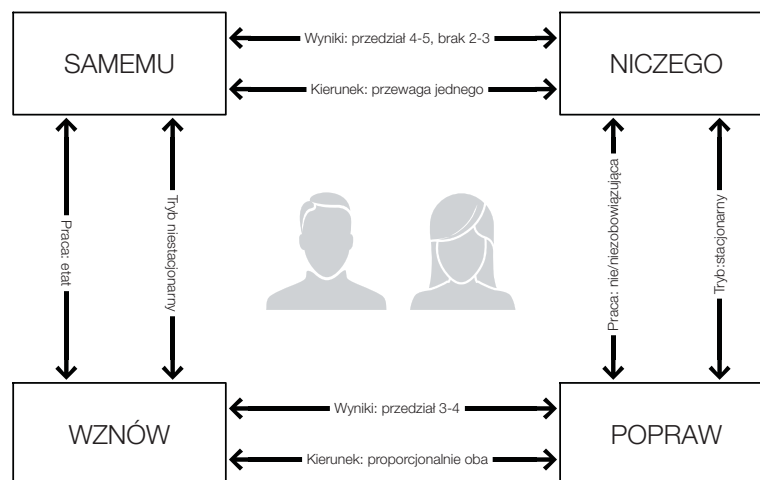 Wyniki: przedział 4-5, brak 2-3
SAMEMU
NICZEGO
Kierunek: przewaga jednego
Praca: etat
Tryb niestacjonarny
Praca: nie/niezobowiązująca
Tryb:stacjonarny
Wyniki: przedział 3-4
WZNÓW
POPRAW
Kierunek: proporcjonalnie oba